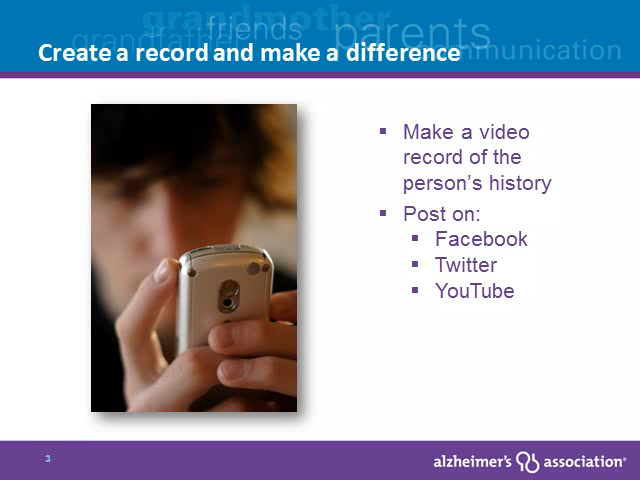 grandmother
grandfather friends parents
communication
Create a record and make a difference
▪ Make a video
record of the
person's history
▪ Post on:
▪ Facebook
▪ Twitter
▪ YouTube
3
alzheimer's association®